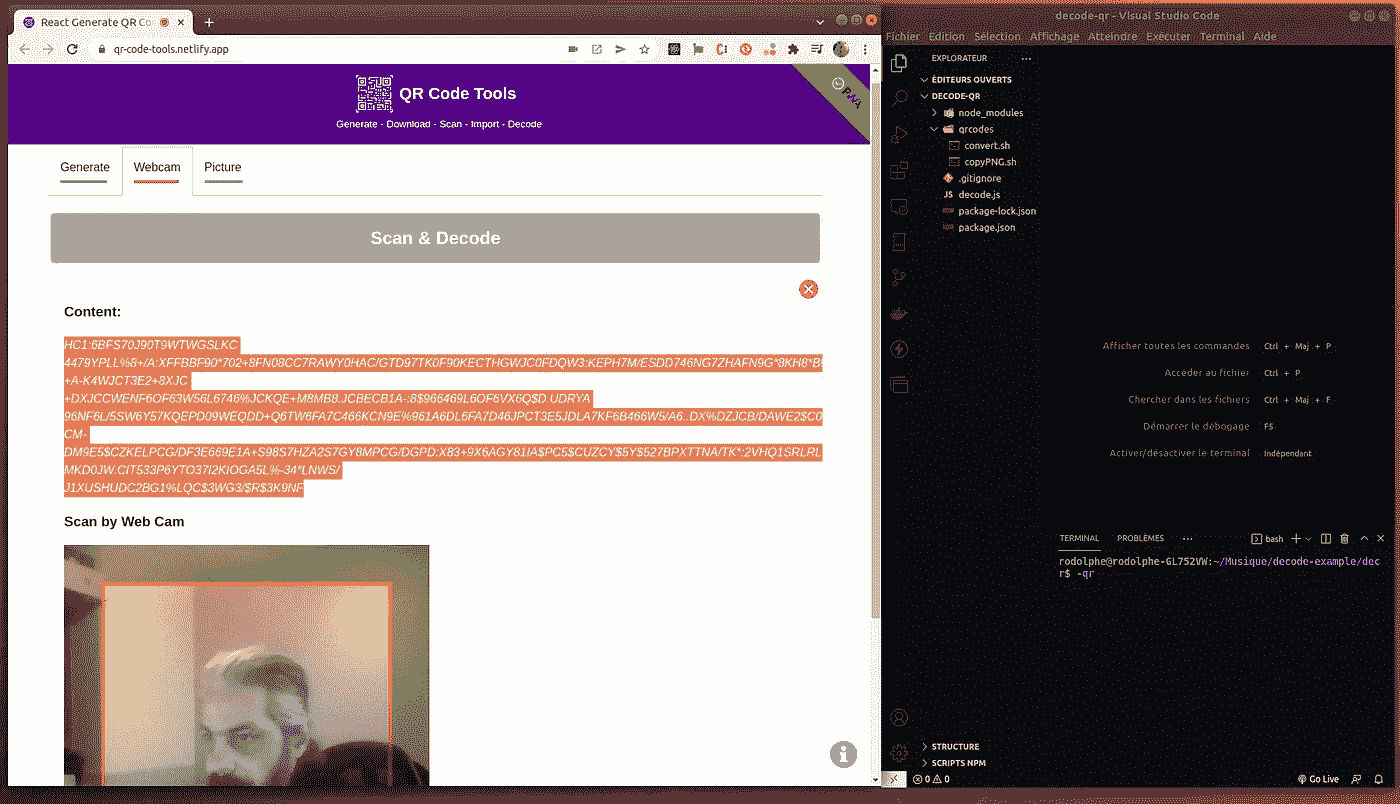 React Generate QR Co
qr-code-tools.netlify.app
QR Code Tools
Generate - Download - Scan - Import - Decode
PWA
Generate
Webcam
Picture
Scan & Decode
Content:
HC1:6BFS70J90T9WTWGSLKC
4479YPLL%8+/A:XFFBBF90*702+8FN08CC7RAWY0HAC/GTD97TK0F90KECTHGWJC0FDQW3:KEPH7M/ESDD746NG7ZHAFN9G*8KH8*B
+A-K4WJCT3E2+8XJC
+DXJCCWENF6OF63W56L6746%JCKQE+M8MB8.JCBECB1A-:8$966469L6OF6VX6Q$D.UDRYA
96NF6L/5SW6Y57KQEPD09WEQDD+Q6TW6FA7C466KCN9E%961A6DL6FA7D46JPCT3E5JDLA7KF6B466W5/A6..DX%DZJCB/DAWE2$C0
CM-
DM9E5$CZKELPCG/DF3E669E1A+S98S7HZA2S7GY8MPCG/DGPD:X83+9X6AGY81IA$PC5$CUZCY$5Y$527BPXTTNA/TK*:2VHQ1SRLRL
MKD0JW.CIT533P6YTO37I2KIOGA5L%-34*LNWS/
J1XUSHUDC2BG1%LQC$3WG3/$R$3K9NF
Scan by Web Cam
decode-qr - Visual Studio Code
Fichier Edition Sélection Affichage Atteindre Exécuter Terminal Aide
EXPLORATEUR
ÉDITEURS OUVERTS
DECODE-QR
node_modules
qrcodes
convert.sh
copyPNG.sh
.gitignore
JS decode.js
package-lock.json
package.json
Afficher toutes les commandes Ctrl + Maj + P
Accéder au fichier Ctrl + P
Chercher dans les fichiers Ctrl + Maj + F
Démarrer le débogage F5
Activer/désactiver le terminal Indépendant
TERMINAL PROBLÈMES bash
rodolphe@rodolphe-GL752VW:~/Musique/decode-example/dec
r$ -qr
STRUCTURE
SCRIPTS NPM
0 0 Go Live